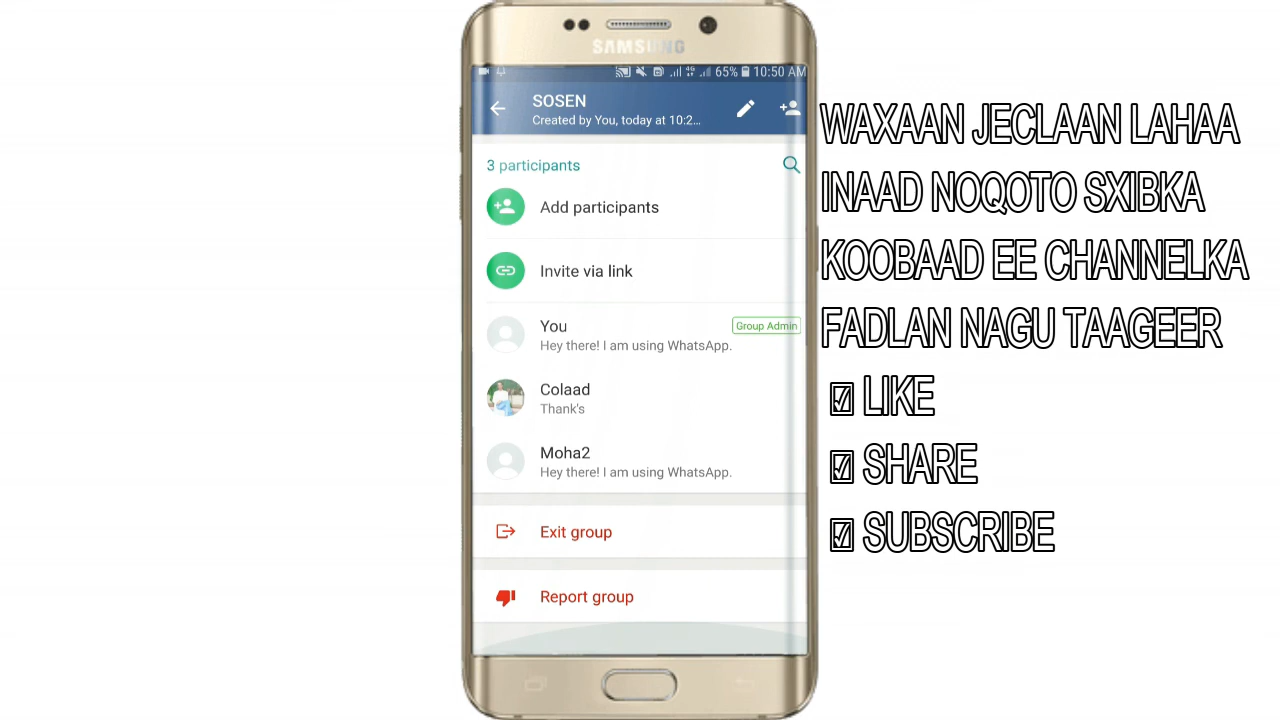 SAMSUNG
4G 65% 10:50 AM
SOSEN
Created by You, today at 10:2...
3 participants
Add participants
Invite via link
You
Group Admin
Hey there! I am using WhatsApp.
Colaad
Thank's
Moha2
Hey there! I am using WhatsApp.
Exit group
Report group
WAXAAN JECLAAN LAHAA
INAAD NOQOTO SXIBKA
KOOBAAD EE CHANNELKA
FADLAN NAGU TAAGEER
☑ LIKE
☑ SHARE
☑ SUBSCRIBE